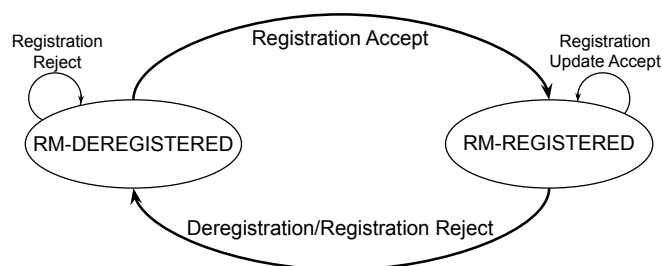 Registration
Reject
Registration Accept
Registration
Update Accept
RM-DEREGISTERED
RM-REGISTERED
Deregistration/Registration Reject